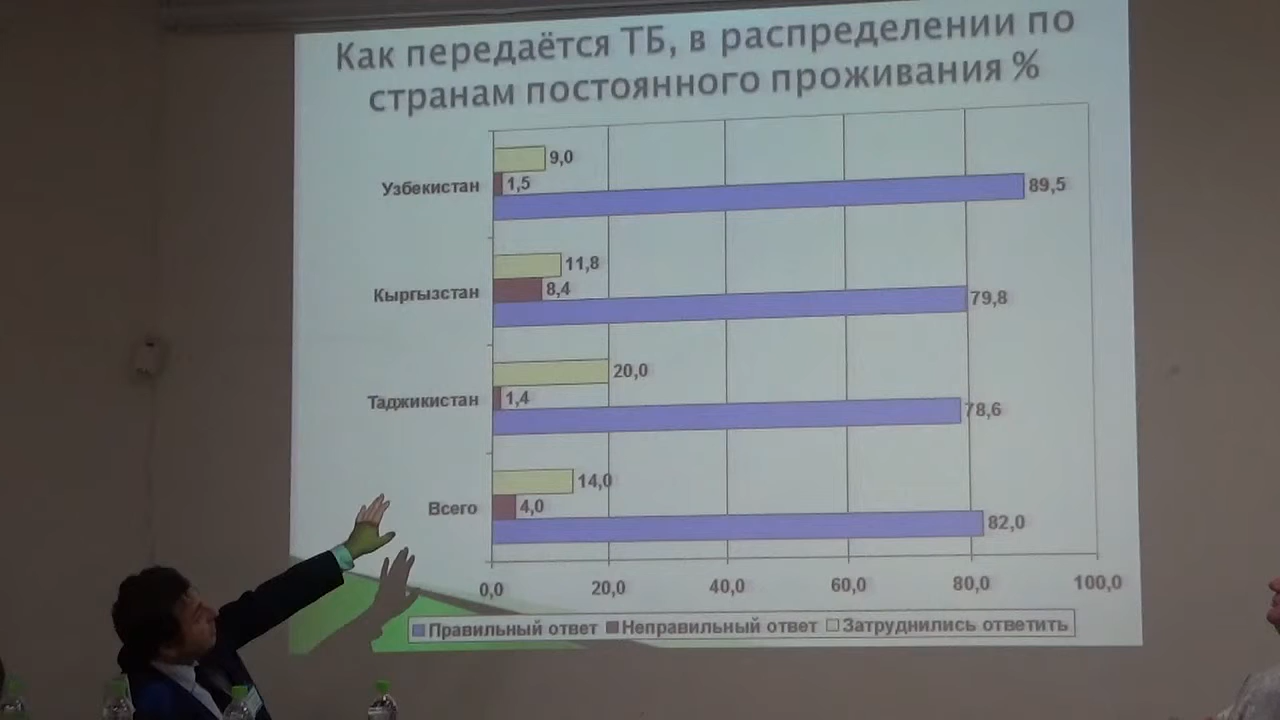 Как передаётся ТБ, в распределении по
странам постоянного проживания %
9,0
Узбекистан
1,5
89,5
11,8
Кыргызстан
8,4
79,8
20,0
Таджикистан
1,4
78,6
14,0
Всего
4,0
82,0
0,0 20,0 40,0 60,0 80,0 100,0
Правильный ответ Неправильный ответ Затруднились ответить